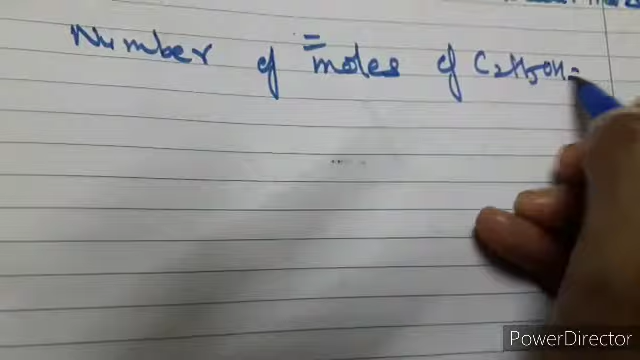 Number of moles of C2H5OH =
PowerDirector